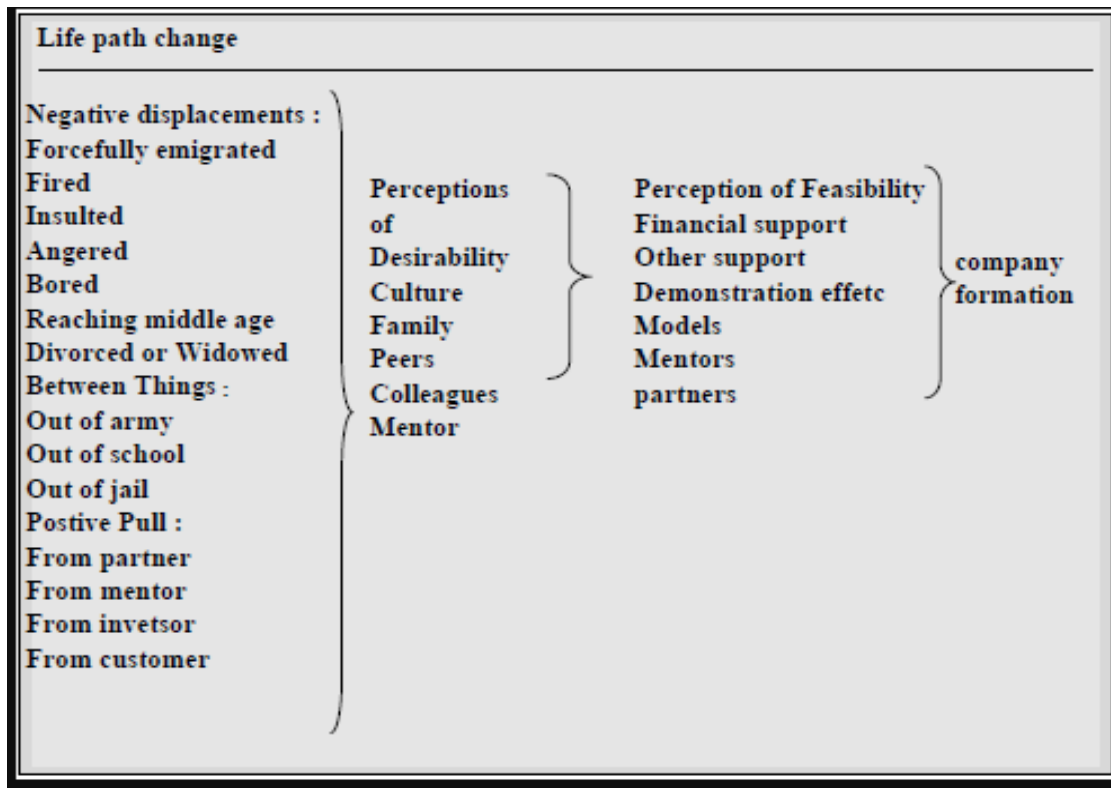 Life path change
Negative displacements :
Forcefully emigrated
Fired
Insulted
Angered
Bored
Reaching middle age
Divorced or Widowed
Between Things :
Out of army
Out of school
Out of jail
Postive Pull :
From partner
From mentor
From invetsor
From customer
Perceptions
of
Desirability
Culture
Family
Peers
Colleagues
Mentor
Perception of Feasibility
Financial support
Other support
Demonstration effetc
Models
Mentors
partners
company
formation